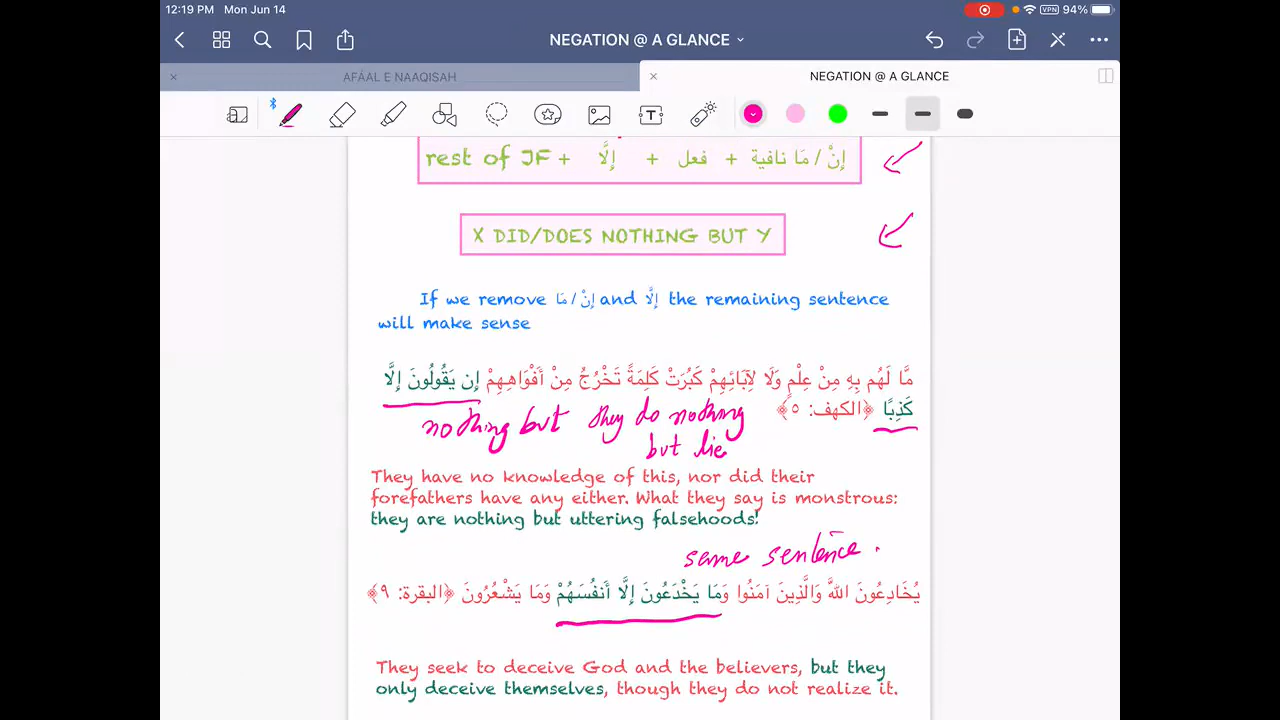 12:19 PM Mon Jun 14
VPN 94%
NEGATION @ A GLANCE
AFÁAL E NAAQISAH
NEGATION @ A GLANCE
T
إِنْ / مَا نافية + فعل + إِلَّا + rest of JF
X DID/DOES NOTHING BUT Y
If we remove إِنْ / مَا and إِلَّا the remaining sentence
will make sense
مَّا لَهُم بِهِ مِنْ عِلْمٍ وَلَا لِآبَائِهِمْ كَبُرَتْ كَلِمَةً تَخْرُجُ مِنْ أَفْوَاهِهِمْ إِن يَقُولُونَ إِلَّا
كَذِبًا ﴿الكهف: ٥﴾
nothing but they do nothing
but lie
They have no knowledge of this, nor did their
forefathers have any either. What they say is monstrous:
they are nothing but uttering falsehoods!
same sentence .
يُخَادِعُونَ اللَّهَ وَالَّذِينَ آمَنُوا وَمَا يَخْدَعُونَ إِلَّا أَنفُسَهُمْ وَمَا يَشْعُرُونَ ﴿البقرة: ٩﴾
They seek to deceive God and the believers, but they
only deceive themselves, though they do not realize it.